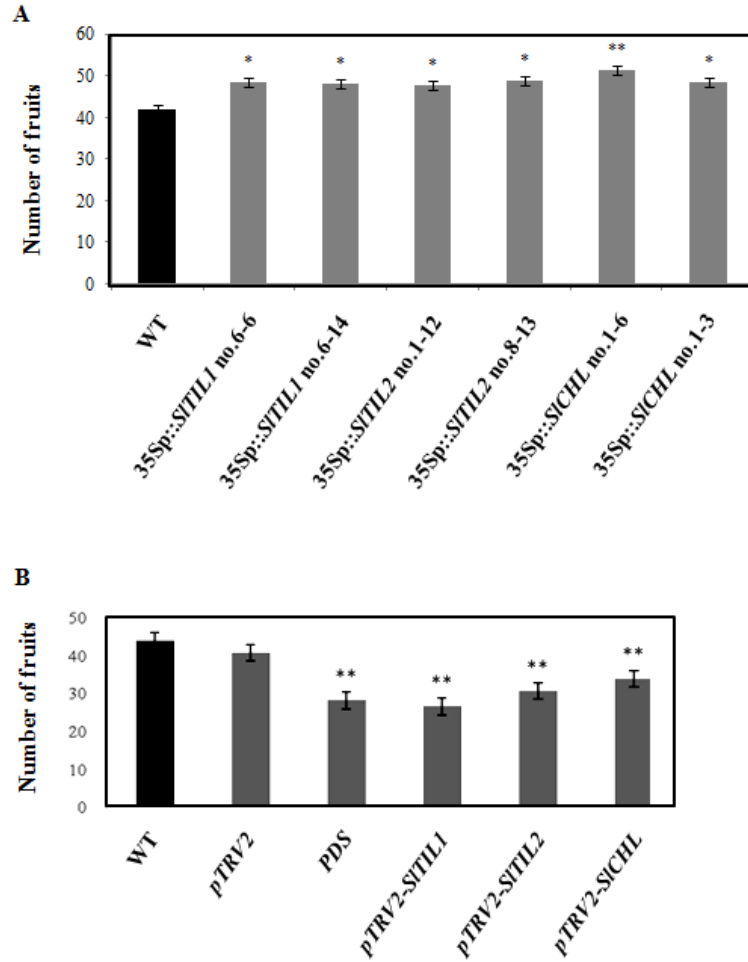 A
Number of fruits
60
50
40
30
20
10
0
* * * * ** *
WT
35Sp::SlTIL1 no.6-6
35Sp::SlTIL1 no.6-14
35Sp::SlTIL2 no.1-12
35Sp::SlTIL2 no.8-13
35Sp::SlCHL no.1-6
35Sp::SlCHL no.1-3
B
Number of fruits
50
40
30
20
10
0
** ** ** **
WT
pTRV2
PDS
pTRV2-SlTIL1
pTRV2-SlTIL2
pTRV2-SlCHL